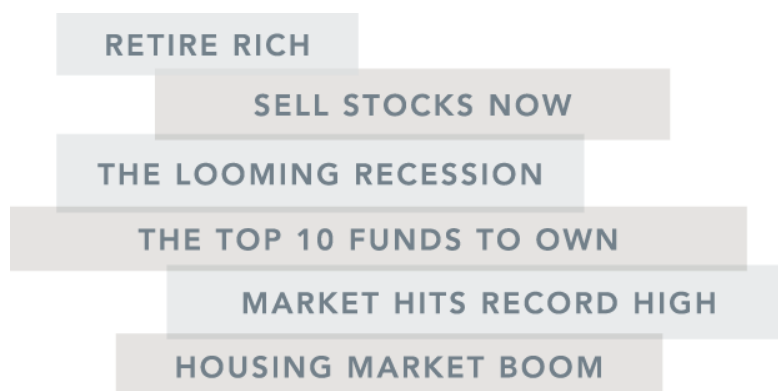 RETIRE RICH
SELL STOCKS NOW
THE LOOMING RECESSION
THE TOP 10 FUNDS TO OWN
MARKET HITS RECORD HIGH
HOUSING MARKET BOOM